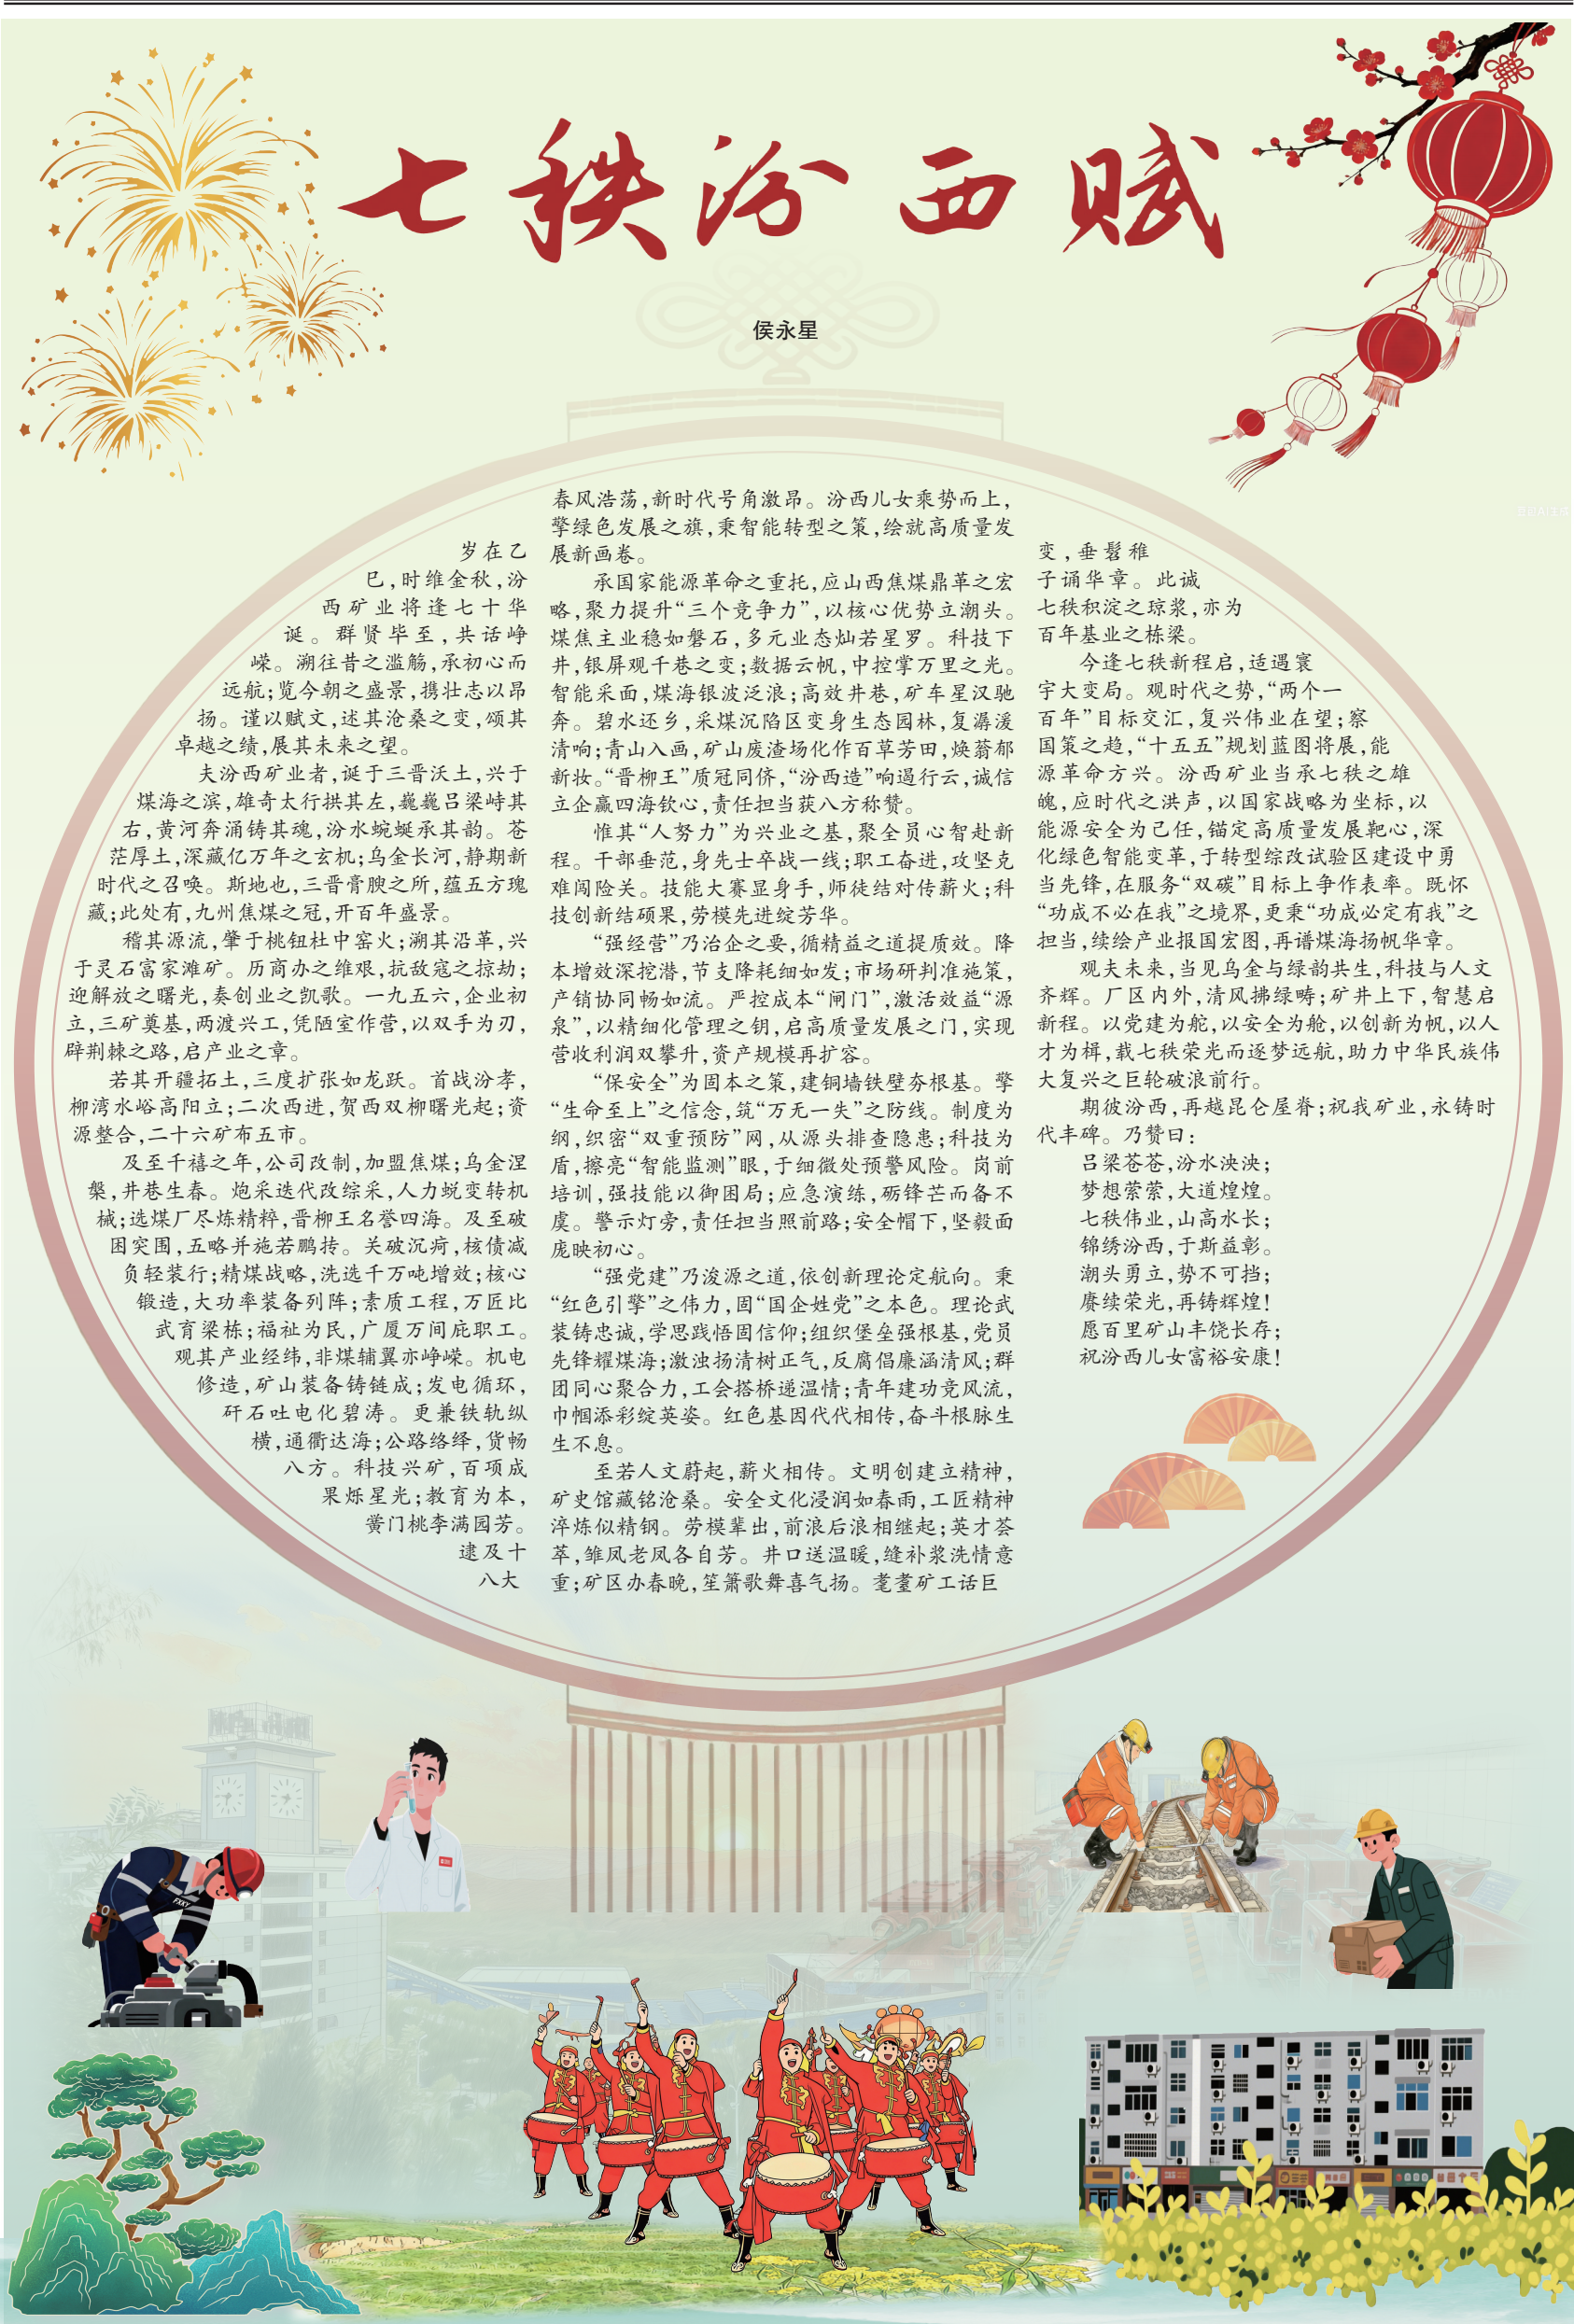 七秩汾西赋
侯永星
岁在乙
巳,时维金秋,汾
西矿业将逢七十华
诞。群贤毕至,共话峥
嵘。溯往昔之滥觞,承初心而
远航;览今朝之盛景,携壮志以昂
扬。谨以赋文,述其沧桑之变,颂其
卓越之绩,展其未来之望。
夫汾西矿业者,诞于三晋沃土,兴于
煤海之滨,雄奇太行拱其左,巍巍吕梁峙其
右,黄河奔涌铸其魂,汾水蜿蜒承其韵。苍
茫厚土,深藏亿万年之玄机;乌金长河,静期新
时代之召唤。斯地也,三晋膏腴之所,蕴五方瑰
藏;此处有,九州焦煤之冠,开百年盛景。
稽其源流,肇于桃钮杜中窑火;溯其沿革,兴
于灵石富家滩矿。历商办之维艰,抗敌寇之掠劫;
迎解放之曙光,奏创业之凯歌。一九五六,企业初
立,三矿奠基,两渡兴工,凭陋室作营,以双手为刃,
辟荆棘之路,启产业之章。
若其开疆拓土,三度扩张如龙跃。首战汾孝,
柳湾水峪高阳立;二次西进,贺西双柳曙光起;资
源整合,二十六矿布五市。
及至千禧之年,公司改制,加盟焦煤;乌金涅
槃,井巷生春。炮采迭代改综采,人力蜕变转机
械;选煤厂尽炼精粹,晋柳王名誉四海。及至破
困突围,五略并施若鹏抟。关破沉疴,核债减
负轻装行;精煤战略,洗选千万吨增效;核心
锻造,大功率装备列阵;素质工程,万匠比
武育梁栋;福祉为民,广厦万间庇职工。
观其产业经纬,非煤辅翼亦峥嵘。机电
修造,矿山装备铸链成;发电循环,
矸石吐电化碧涛。更兼铁轨纵
横,通衢达海;公路络绎,货畅
八方。科技兴矿,百项成
果烁星光;教育为本,
黉门桃李满园芳。
逮及十
八大
春风浩荡,新时代号角激昂。汾西儿女乘势而上,
擎绿色发展之旗,秉智能转型之策,绘就高质量发
展新画卷。
承国家能源革命之重托,应山西焦煤鼎革之宏
略,聚力提升“三个竞争力”,以核心优势立潮头。
煤焦主业稳如磐石,多元业态灿若星罗。科技下
井,银屏观千巷之变;数据云帆,中控掌万里之光。
智能采面,煤海银波泛浪;高效井巷,矿车星汉驰
奔。碧水还乡,采煤沉陷区变身生态园林,复潺湲
清响;青山入画,矿山废渣场化作百草芳田,焕蓊郁
新妆。“晋柳王”质冠同侪,“汾西造”响遏行云,诚信
立企赢四海钦心,责任担当获八方称赞。
惟其“人努力”为兴业之基,聚全员心智赴新
程。干部垂范,身先士卒战一线;职工奋进,攻坚克
难闯险关。技能大赛显身手,师徒结对传薪火;科
技创新结硕果,劳模先进绽芳华。
“强经营”乃治企之要,循精益之道提质效。降
本增效深挖潜,节支降耗细如发;市场研判准施策,
产销协同畅如流。严控成本“闸门”,激活效益“源
泉”,以精细化管理之钥,启高质量发展之门,实现
营收利润双攀升,资产规模再扩容。
“保安全”为固本之策,建铜墙铁壁夯根基。擎
“生命至上”之信念,筑“万无一失”之防线。制度为
纲,织密“双重预防”网,从源头排查隐患;科技为
盾,擦亮“智能监测”眼,于细微处预警风险。岗前
培训,强技能以御困局;应急演练,砺锋芒而备不
虞。警示灯旁,责任担当照前路;安全帽下,坚毅面
庞映初心。
“强党建”乃浚源之道,依创新理论定航向。秉
“红色引擎”之伟力,固“国企姓党”之本色。理论武
装铸忠诚,学思践悟固信仰;组织堡垒强根基,党员
先锋耀煤海;激浊扬清树正气,反腐倡廉涵清风;群
团同心聚合力,工会搭桥递温情;青年建功竞风流,
巾帼添彩绽英姿。红色基因代代相传,奋斗根脉生
生不息。
至若人文蔚起,薪火相传。文明创建立精神,
矿史馆藏铭沧桑。安全文化浸润如春雨,工匠精神
淬炼似精钢。劳模辈出,前浪后浪相继起;英才荟
萃,雏凤老凤各自芳。井口送温暖,缝补浆洗情意
重;矿区办春晚,笙箫歌舞喜气扬。耄耋矿工话巨
变,垂髫稚
子诵华章。此诚
七秩积淀之琼浆,亦为
百年基业之栋梁。
今逢七秩新程启,适遇寰
宇大变局。观时代之势,“两个一
百年”目标交汇,复兴伟业在望;察
国策之趋,“十五五”规划蓝图将展,能
源革命方兴。汾西矿业当承七秩之雄
魄,应时代之洪声,以国家战略为坐标,以
能源安全为己任,锚定高质量发展靶心,深
化绿色智能变革,于转型综改试验区建设中勇
当先锋,在服务“双碳”目标上争作表率。既怀
“功成不必在我”之境界,更秉“功成必定有我”之
担当,续绘产业报国宏图,再谱煤海扬帆华章。
观夫未来,当见乌金与绿韵共生,科技与人文
齐辉。厂区内外,清风拂绿畴;矿井上下,智慧启
新程。以党建为舵,以安全为舱,以创新为帆,以人
才为楫,载七秩荣光而逐梦远航,助力中华民族伟
大复兴之巨轮破浪前行。
期彼汾西,再越昆仑屋脊;祝我矿业,永铸时
代丰碑。乃赞曰:
吕梁苍苍,汾水泱泱;
梦想萦萦,大道煌煌。
七秩伟业,山高水长;
锦绣汾西,于斯益彰。
潮头勇立,势不可挡;
赓续荣光,再铸辉煌!
愿百里矿山丰饶长存;
祝汾西儿女富裕安康!
FXKY